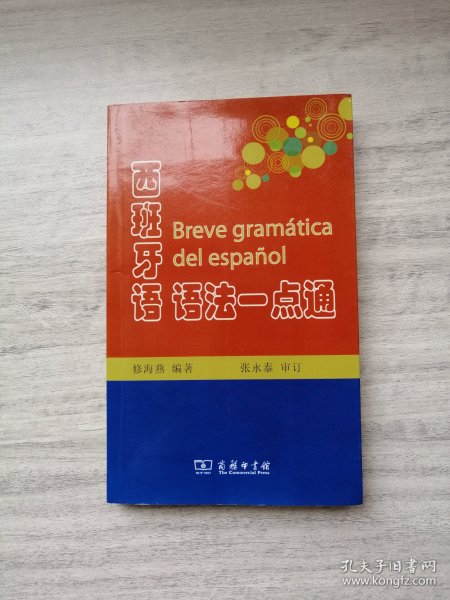 西班牙语
Breve gramática
del español
语法一点通
修海燕 编著 张永泰 审订
商务印书馆
The Commercial Press
孔夫子旧书网
www.kongfz.com